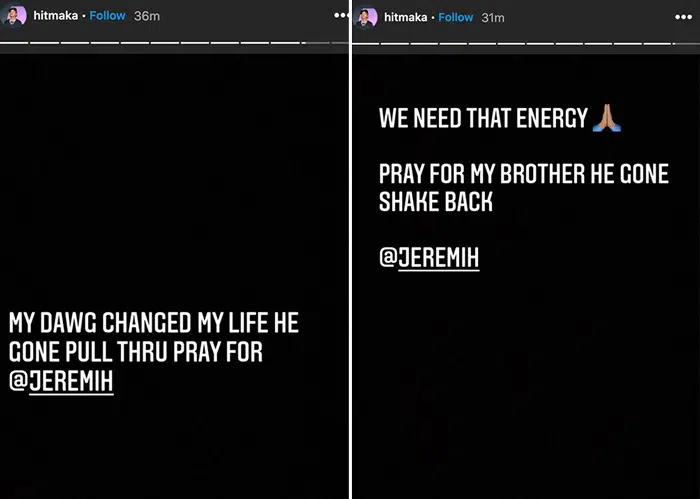 hitmaka • Follow 36m •••
MY DAWG CHANGED MY LIFE HE
GONE PULL THRU PRAY FOR
@JEREMIH
hitmaka • Follow 31m •••
WE NEED THAT ENERGY 🙏🏽
PRAY FOR MY BROTHER HE GONE
SHAKE BACK
@JEREMIH